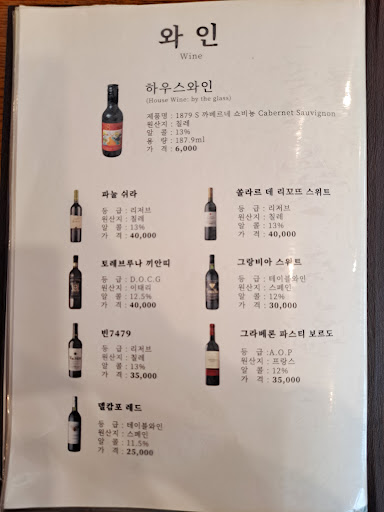 와 인
Wine
하우스와인
(House Wine: by the glass)
제품명 : 1879 S 까베르네 쇼비뇽 Cabernet Sauvignon
원산지 : 칠레
알 콜 : 13%
용 량 : 187.9ml
가 격 : 6,000
파눌 쉬라
등 급 : 리저브
원산지 : 칠레
알 콜 : 13%
가 격 : 40,000
꼴라르 데 리모뜨 스위트
등 급 : 리저브
원산지 : 칠레
알 콜 : 13%
가 격 : 40,000
토레브루나 끼안띠
등 급 : D.O.C.G
원산지 : 이태리
알 콜 : 12.5%
가 격 : 40,000
그랑비아 스위트
등 급 : 테이블와인
원산지 : 스페인
알 콜 : 12%
가 격 : 30,000
빈7479
등 급 : 리저브
원산지 : 칠레
알 콜 : 13%
가 격 : 35,000
그라베론 파스티 보르도
등 급 : A.O.P
원산지 : 프랑스
알 콜 : 12%
가 격 : 35,000
델캄포 레드
등 급 : 테이블와인
원산지 : 스페인
알 콜 : 11.5%
가 격 : 25,000